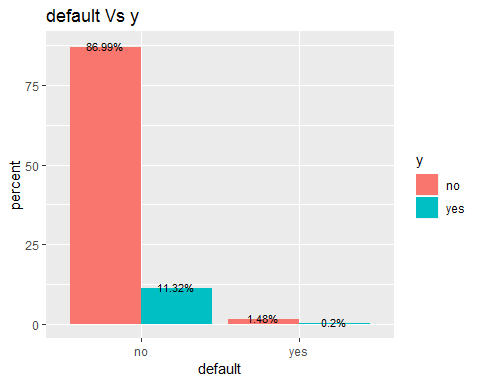 default Vs y
86.99%
11.32%
1.48%
0.2%
75
50
25
0
percent
no
yes
default
y
no
yes